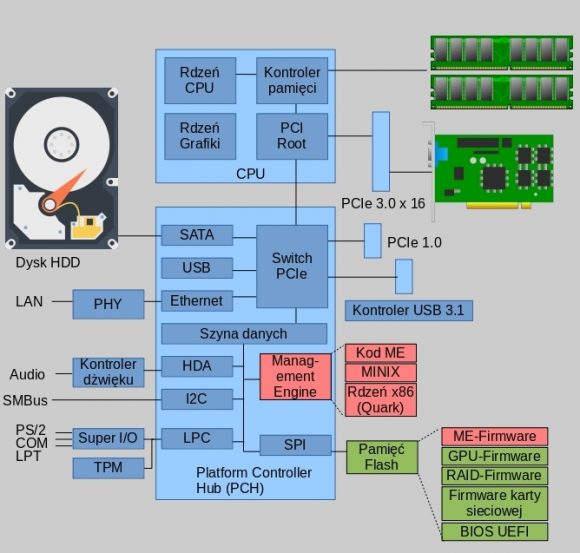 Rdzeń
CPU
Kontroler
pamięci
Rdzeń
Grafiki
PCI
Root
CPU
PCIe 3.0 x 16
Dysk HDD
SATA
USB
Ethernet
Switch
PCIe
PCIe 1.0
Kontroler USB 3.1
LAN
PHY
Szyna danych
Audio
Kontroler
dźwięku
HDA
Manag-
ement
Engine
Kod ME
MINIX
Rdzeń x86
(Quark)
SMBus
I2C
PS/2
COM
LPT
Super I/O
TPM
LPC
SPI
Pamięć
Flash
Platform Controller
Hub (PCH)
ME-Firmware
GPU-Firmware
RAID-Firmware
Firmware karty
sieciowej
BIOS UEFI